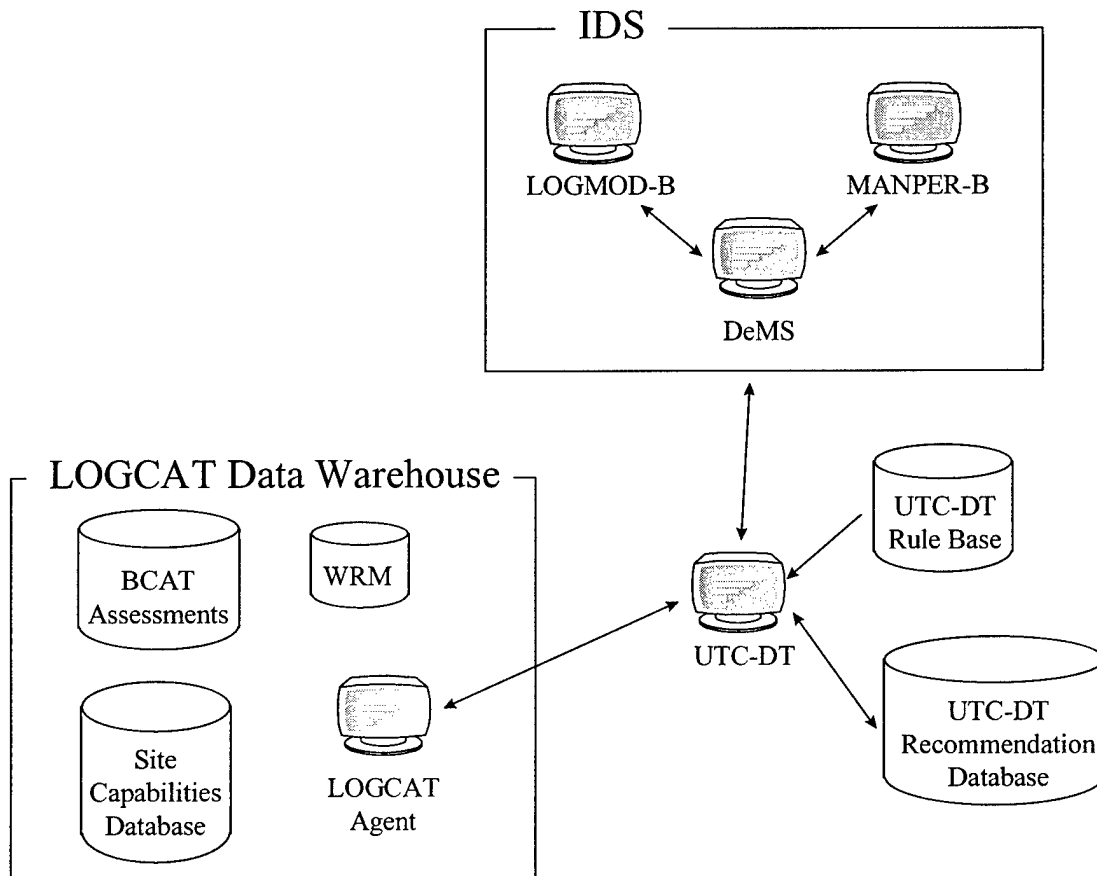 IDS
LOGMOD-B
MANPER-B
DeMS
LOGCAT Data Warehouse
BCAT
Assessments
WRM
Site
Capabilities
Database
LOGCAT
Agent
UTC-DT
UTC-DT
Rule Base
UTC-DT
Recommendation
Database